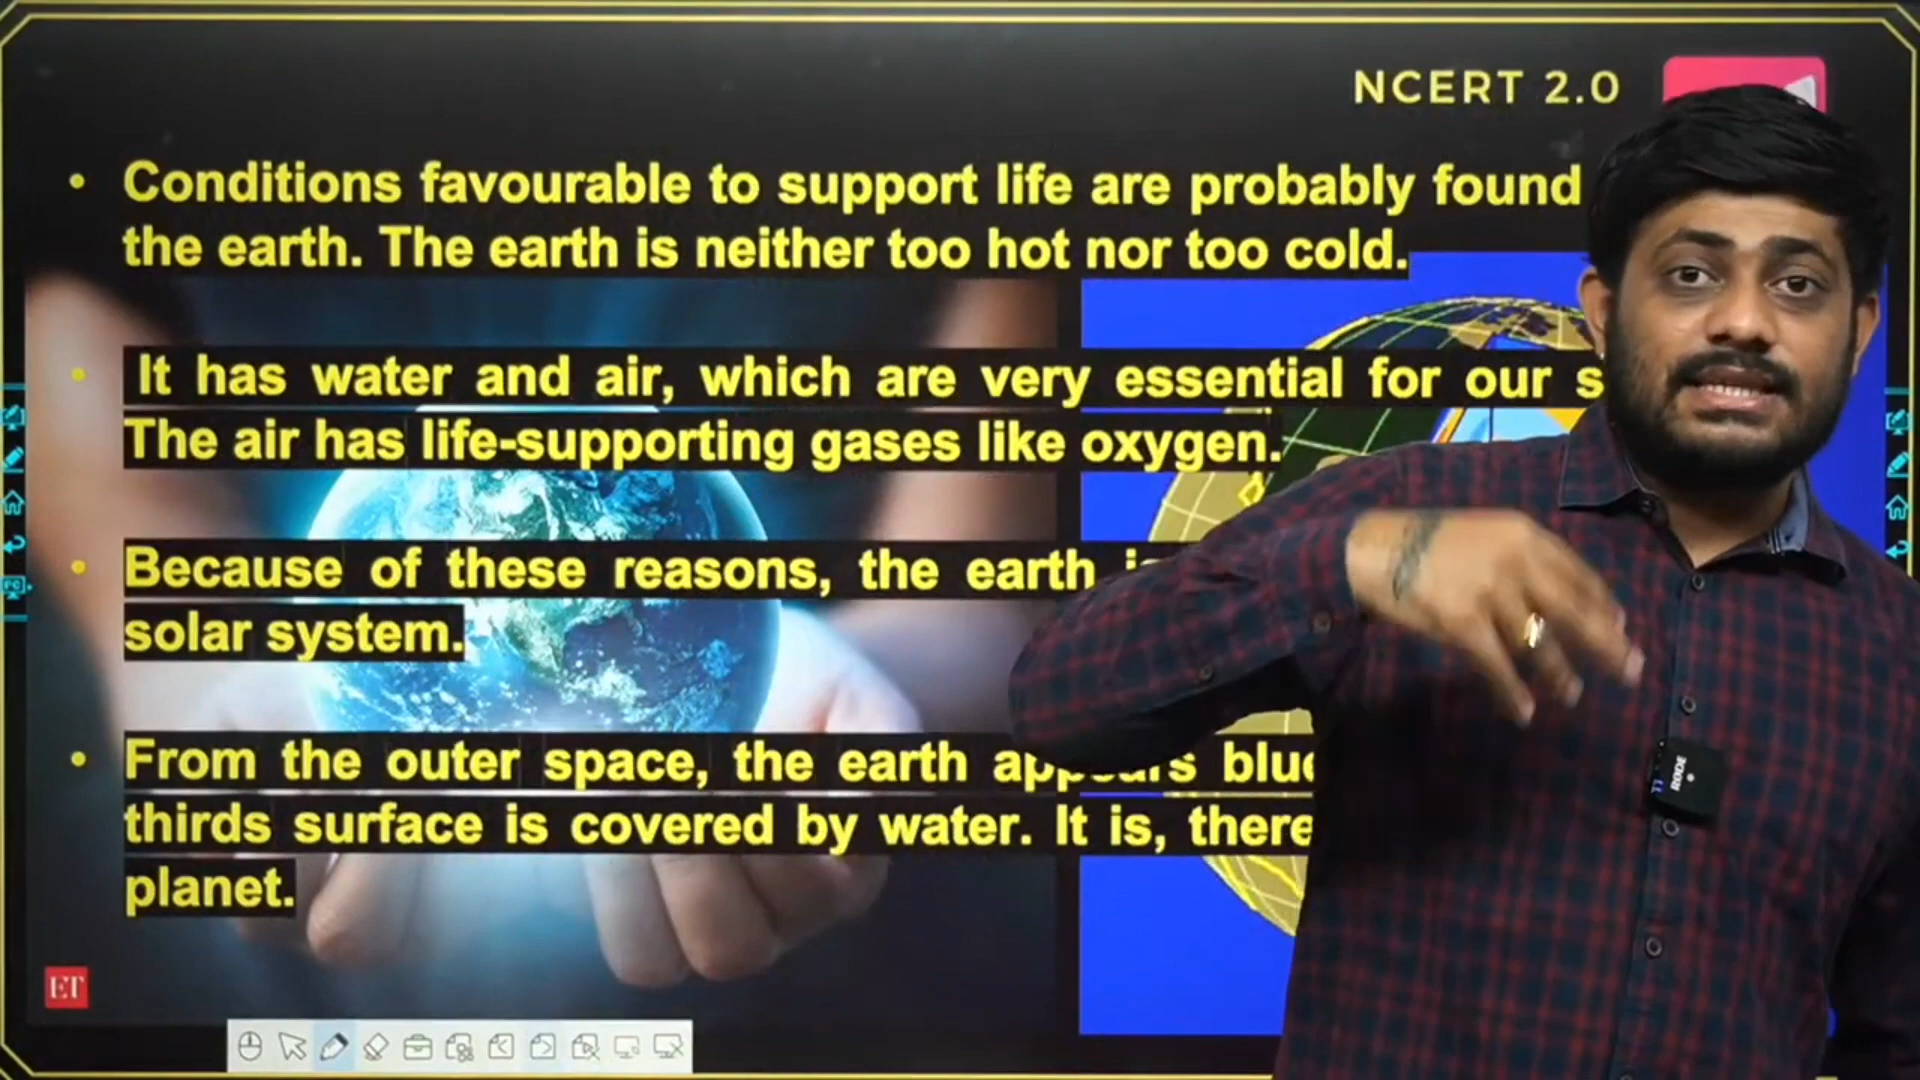 NCERT 2.0
• Conditions favourable to support life are probably found
the earth. The earth is neither too hot nor too cold.
• It has water and air, which are very essential for our
The air has life-supporting gases like oxygen.
• Because of these reasons, the earth
solar system.
• From the outer space, the earth appears
thirds surface is covered by water. It is,
planet.
RØDE
ET